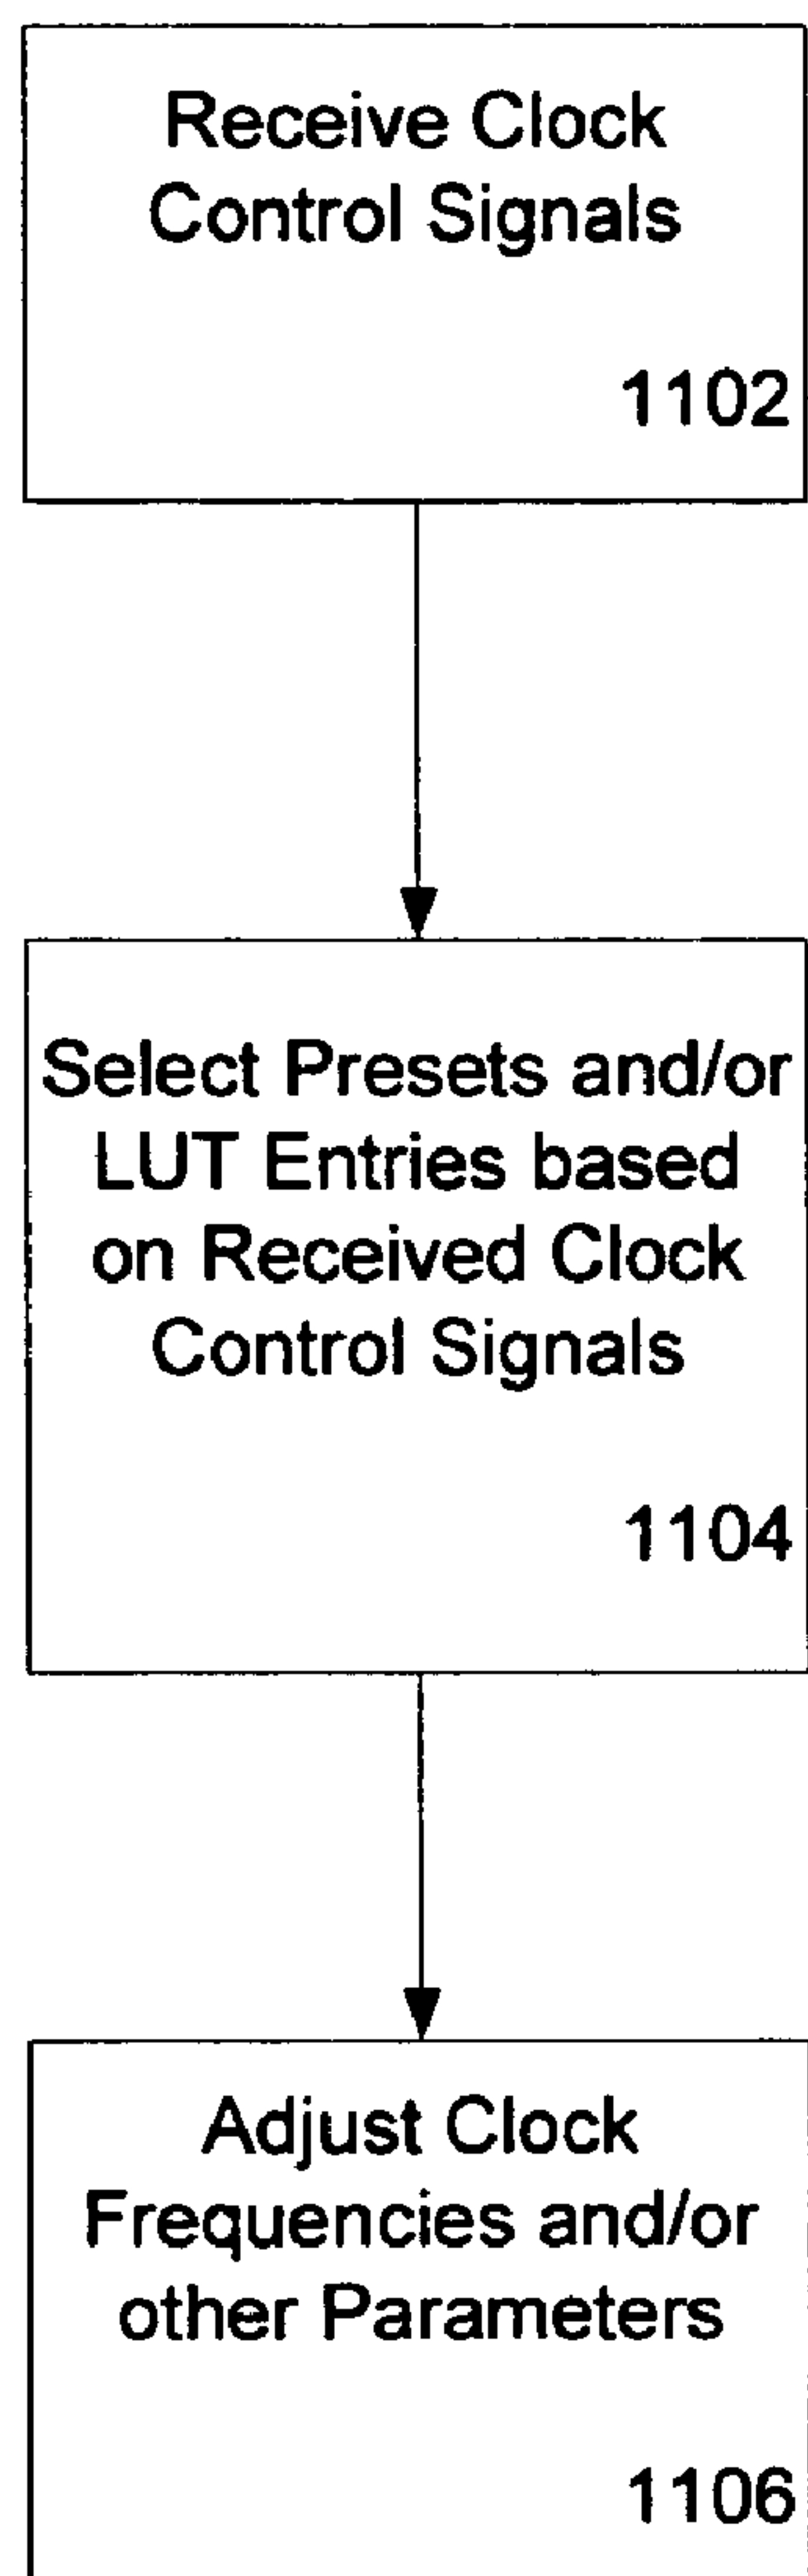 Receive Clock
Control Signals
1102
Select Presets and/or
LUT Entries based
on Received Clock
Control Signals
1104
Adjust Clock
Frequencies and/or
other Parameters
1106